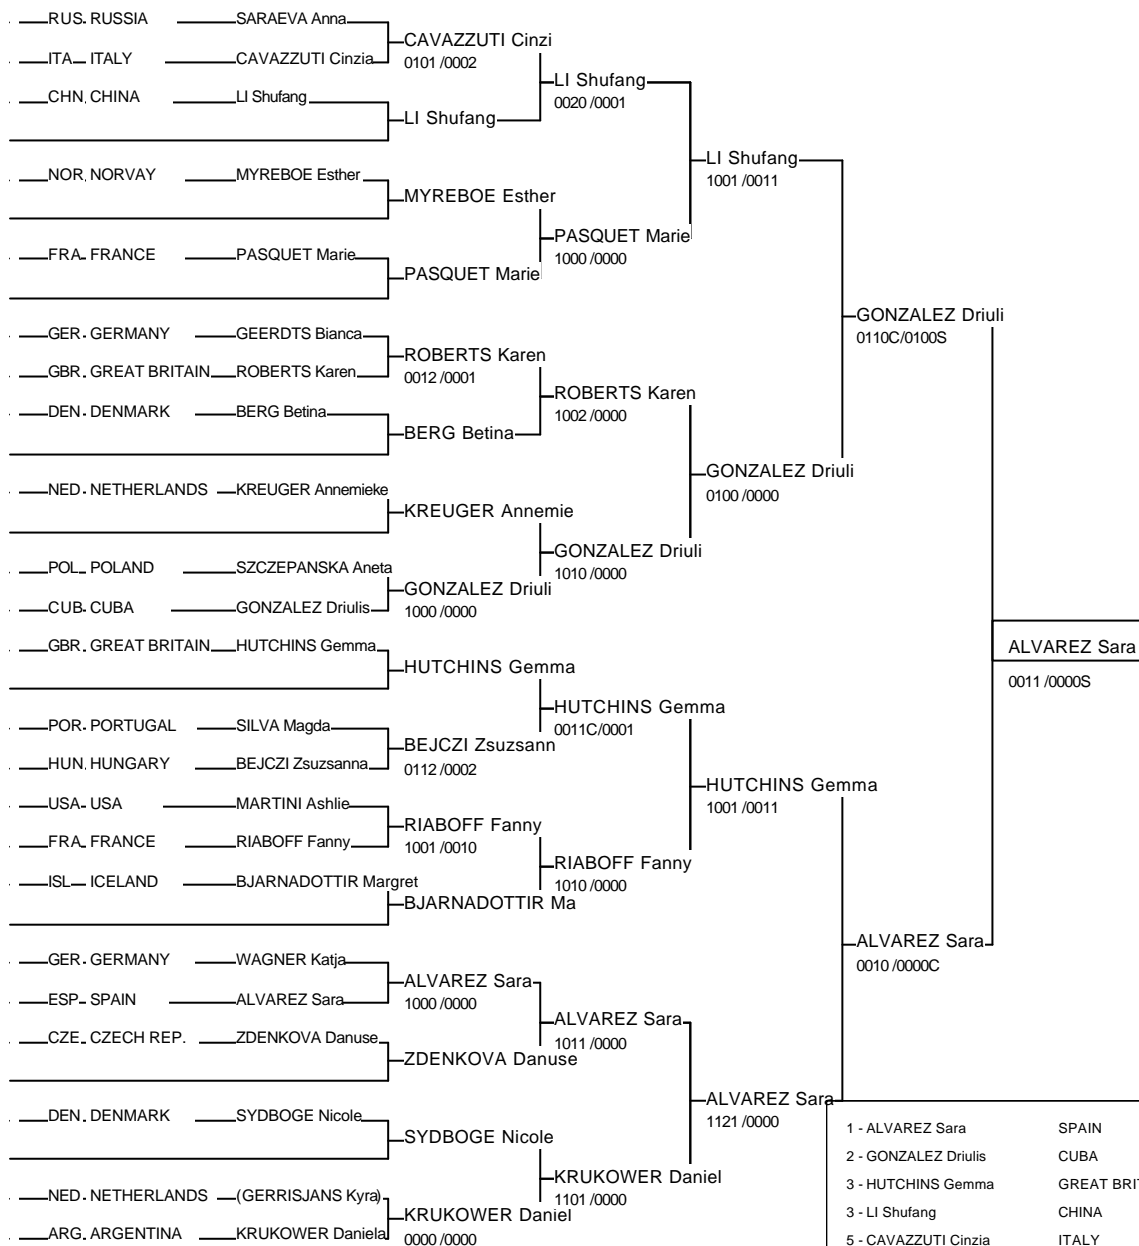 RUS. RUSSIA SARAEVA Anna
CAVAZZUTI Cinzi
ITA. ITALY CAVAZZUTI Cinzia
0101 /0002
LI Shufang
CHN. CHINA LI Shufang
0020 /0001
LI Shufang
LI Shufang
NOR. NORVAY MYREBOE Esther
1001 /0011
MYREBOE Esther
PASQUET Marie
FRA. FRANCE PASQUET Marie
1000 /0000
PASQUET Marie
GONZALEZ Driuli
GER. GERMANY GEERDTS Bianca
0110C/0100S
ROBERTS Karen
GBR. GREAT BRITAIN ROBERTS Karen
0012 /0001
ROBERTS Karen
DEN. DENMARK BERG Betina
1002 /0000
BERG Betina
GONZALEZ Driuli
NED. NETHERLANDS KREUGER Annemieke
0100 /0000
KREUGER Annemie
GONZALEZ Driuli
POL. POLAND SZCZEPANSKA Aneta
1010 /0000
GONZALEZ Driuli
CUB. CUBA GONZALEZ Driulis
1000 /0000
GBR. GREAT BRITAIN HUTCHINS Gemma
ALVAREZ Sara
HUTCHINS Gemma
0011 /0000S
HUTCHINS Gemma
POR. PORTUGAL SILVA Magda
0011C/0001
BEJCZI Zsuzsann
HUN. HUNGARY BEJCZI Zsuzsanna
0112 /0002
HUTCHINS Gemma
USA. USA MARTINI Ashlie
1001 /0011
RIABOFF Fanny
FRA. FRANCE RIABOFF Fanny
1001 /0010
RIABOFF Fanny
ISL. ICELAND BJARNADOTTIR Margret
1010 /0000
BJARNADOTTIR Ma
ALVAREZ Sara
GER. GERMANY WAGNER Katja
0010 /0000C
ALVAREZ Sara
ESP. SPAIN ALVAREZ Sara
1000 /0000
ALVAREZ Sara
CZE. CZECH REP. ZDENKOVA Danuse
1011 /0000
ZDENKOVA Danuse
ALVAREZ Sara
DEN. DENMARK SYDBOGE Nicole
1121 /0000
SYDBOGE Nicole
KRUKOWER Daniel
NED. NETHERLANDS (GERRISJANS Kyra)
1101 /0000
KRUKOWER Daniel
ARG. ARGENTINA KRUKOWER Daniela
0000 /0000
1 - ALVAREZ Sara SPAIN
2 - GONZALEZ Driulis CUBA
3 - HUTCHINS Gemma GREAT BRIT
3 - LI Shufang CHINA
5 - CAVAZZUTI Cinzia ITALY